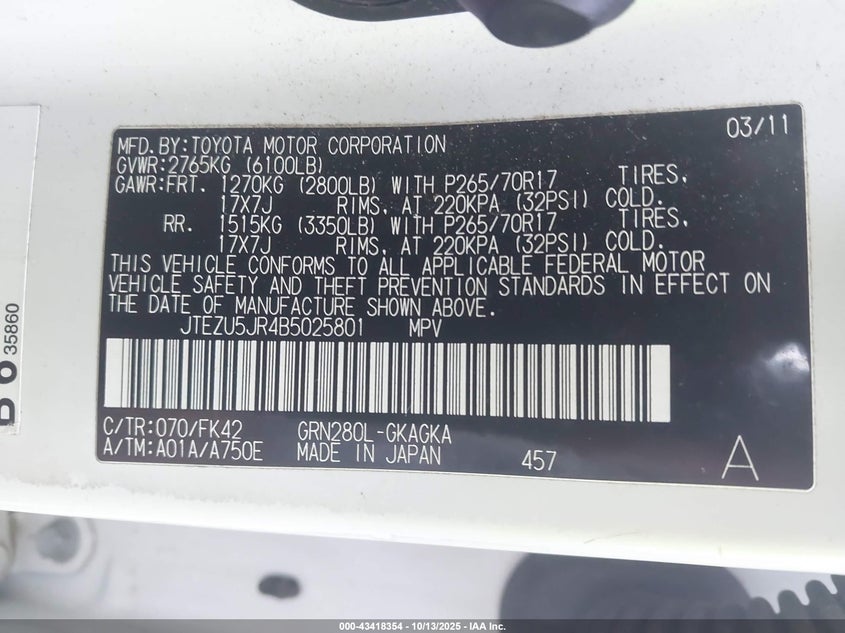 03/11
MFD.BY:TOYOTA MOTOR CORPORATION
GVWR:2765KG (6100LB)
GAWR:FRT. 1270KG (2800LB) WITH P265/70R17 TIRES,
17X7J RIMS, AT 220KPA (32PSI) COLD.
RR. 1515KG (3350LB) WITH P265/70R17 TIRES,
17X7J RIMS, AT 220KPA (32PSI) COLD.
THIS VEHICLE CONFORMS TO ALL APPLICABLE FEDERAL MOTOR
VEHICLE SAFETY AND THEFT PREVENTION STANDARDS IN EFFECT ON
THE DATE OF MANUFACTURE SHOWN ABOVE.
JTEZU5JR4B5025801 MPV
C/TR:070/FK42 GRN280L-GKAGKA
A/TM:A01A/A750E MADE IN JAPAN 457 A
35860
000-43418354 - 10/13/2025 - IAA Inc.